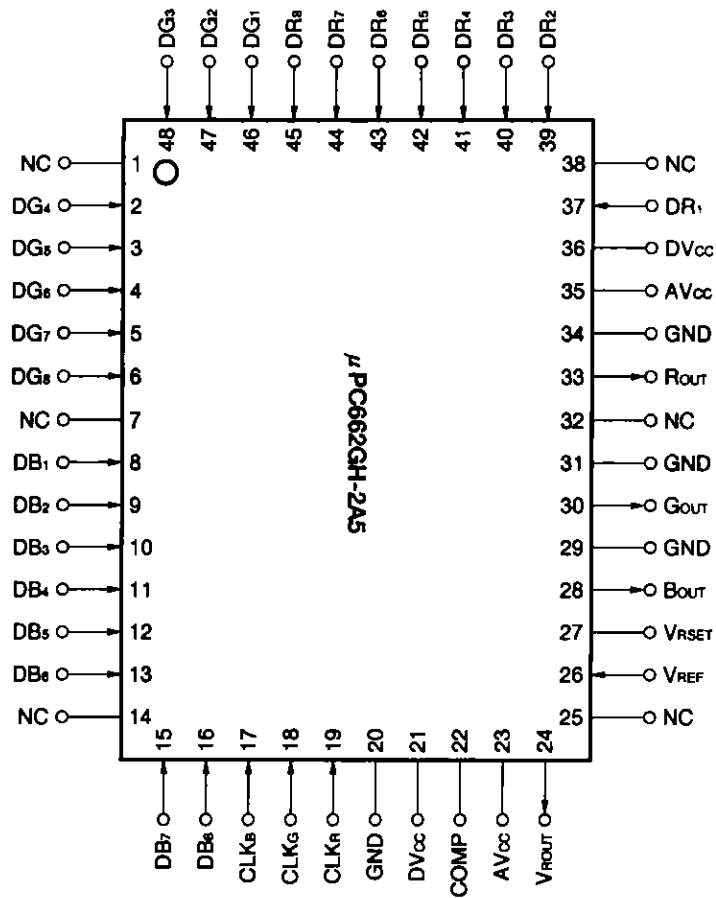 DG₃ DG₂ DG₁ DR₈ DR₇ DR₆ DR₅ DR₄ DR₃ DR₂
48 47 46 45 44 43 42 41 40 39
NC 1 38 NC
DG₄ 2 37 DR₁
DG₅ 3 36 DVCC
DG₆ 4 35 AVCC
DG₇ 5 34 GND
DG₈ 6 33 ROUT
NC 7 32 NC
DB₁ 8 31 GND
DB₂ 9 30 GOUT
DB₃ 10 29 GND
DB₄ 11 28 BOUT
DB₅ 12 27 VRSET
DB₆ 13 26 VREF
NC 14 25 NC
μPC662GH-2A5
15 16 17 18 19 20 21 22 23 24
DB₇ DB₈ CLKB CLKG CLKR GND DVCC COMP AVCC VROUT